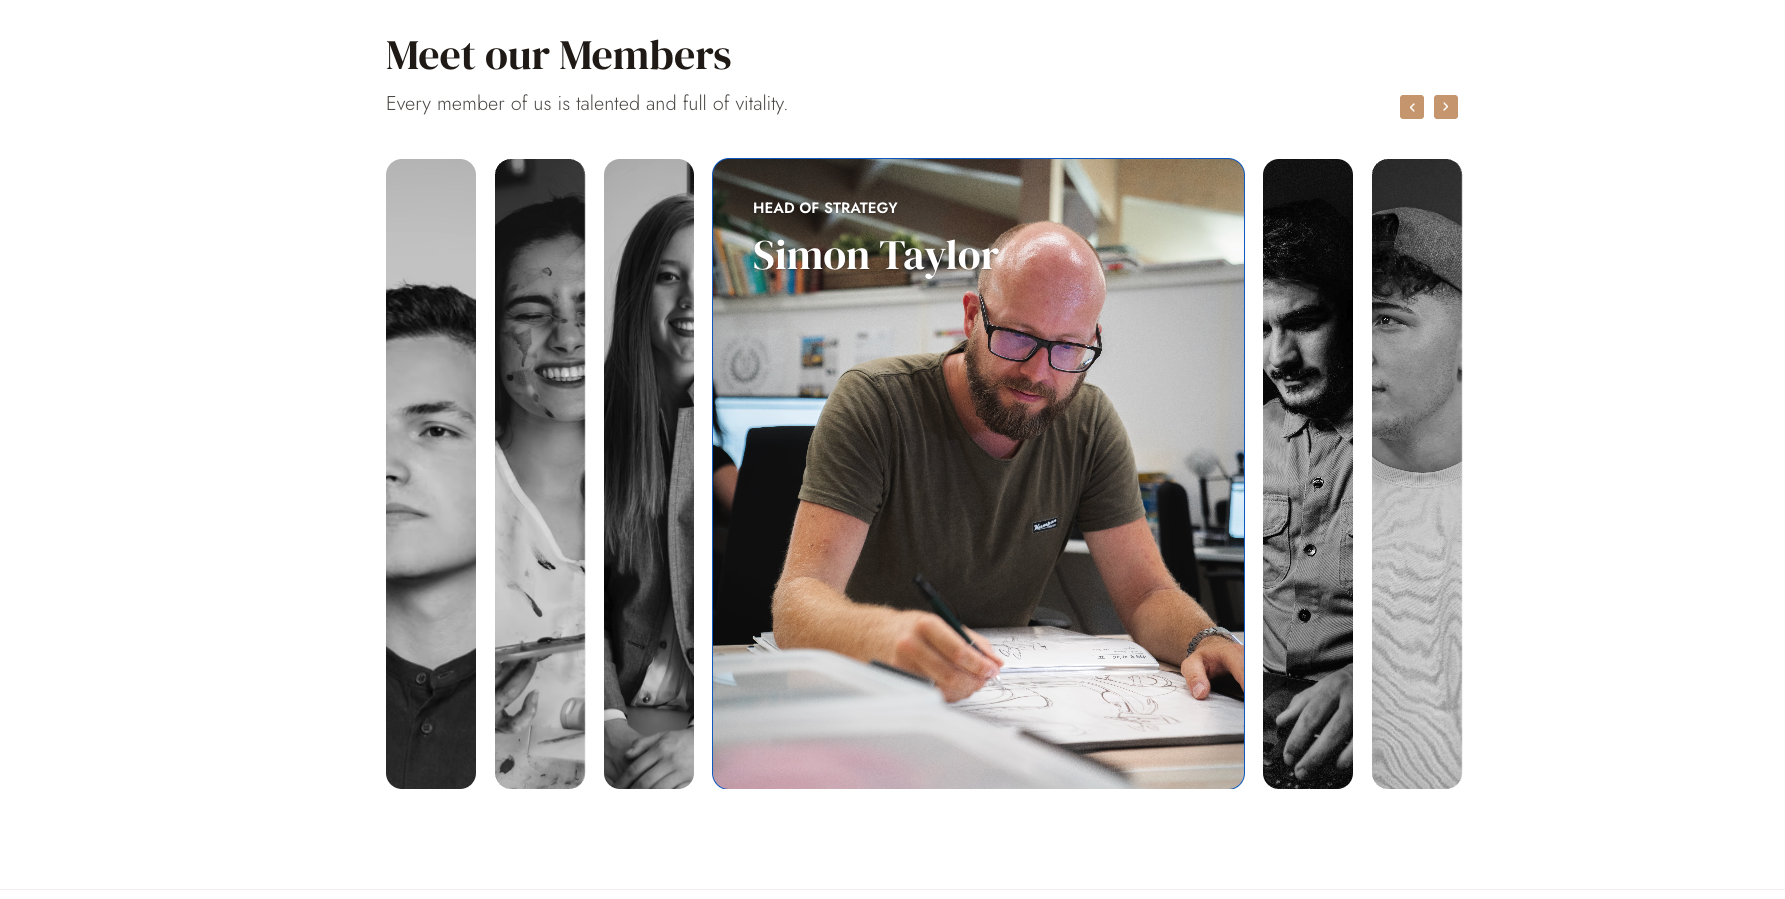 Meet our Members
Every member of us is talented and full of vitality.
HEAD OF STRATEGY
Simon Taylor